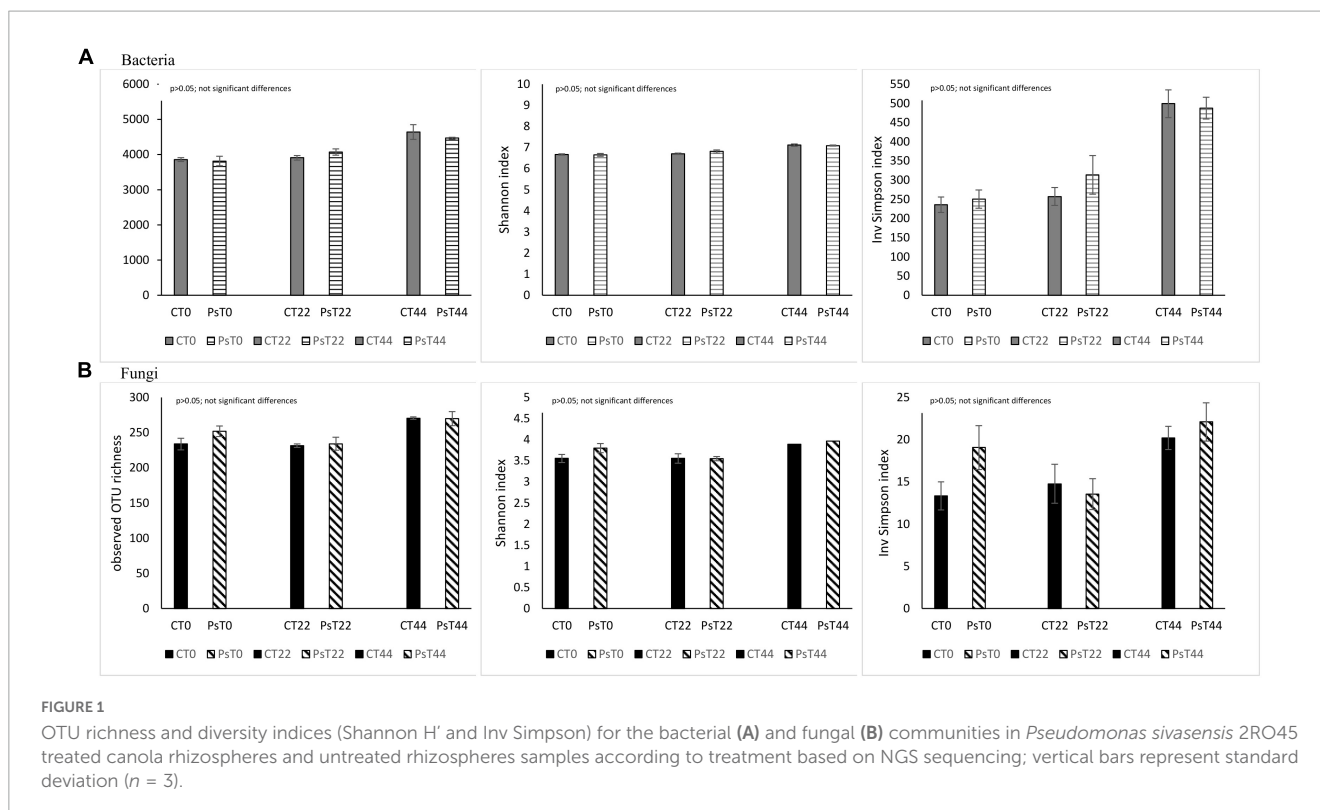 A Bacteria
6000
5000
4000
3000
2000
1000
0
p>0.05; not significant differences
CT0 PsT0 CT22 PsT22 CT44 PsT44
CT0 PsT0 CT22 PsT22 CT44 PsT44
Shannon index
10
9
8
7
6
5
4
3
2
1
0
p>0.05; not significant differences
CT0 PsT0 CT22 PsT22 CT44 PsT44
CT0 PsT0 CT22 PsT22 CT44 PsT44
Inv Simpson index
550
500
450
400
350
300
250
200
150
100
50
0
p>0.05; not significant differences
CT0 PsT0 CT22 PsT22 CT44 PsT44
CT0 PsT0 CT22 PsT22 CT44 PsT44
B Fungi
observed OTU richness
300
250
200
150
100
50
0
p>0.05; not significant differences
CT0 PsT0 CT22 PsT22 CT44 PsT44
CT0 PsT0 CT22 PsT22 CT44 PsT44
Shannon index
5
4.5
4
3.5
3
2.5
2
1.5
1
0.5
0
p>0.05; not significant differences
CT0 PsT0 CT22 PsT22 CT44 PsT44
CT0 PsT0 CT22 PsT22 CT44 PsT44
Inv Simpson index
25
20
15
10
5
0
p>0.05; not significant differences
CT0 PsT0 CT22 PsT22 CT44 PsT44
CT0 PsT0 CT22 PsT22 CT44 PsT44
FIGURE 1
OTU richness and diversity indices (Shannon H′ and Inv Simpson) for the bacterial (A) and fungal (B) communities in Pseudomonas sivasensis 2RO45
treated canola rhizospheres and untreated rhizospheres samples according to treatment based on NGS sequencing; vertical bars represent standard
deviation (n = 3).